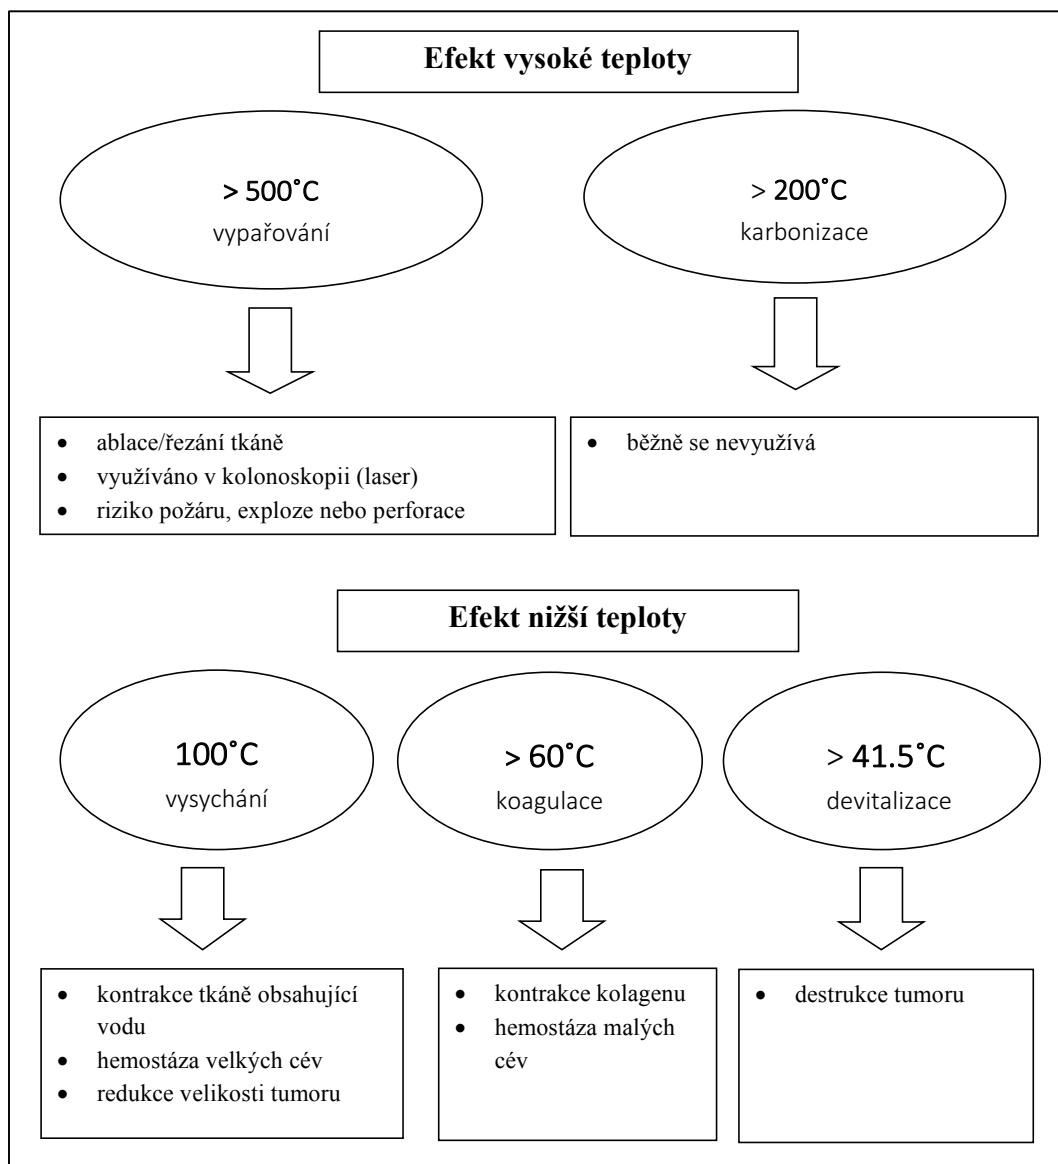 Efekt vysoké teploty
> 500˚C
vypařování
> 200˚C
karbonizace
• ablace/řezání tkáně
• využíváno v kolonoskopii (laser)
• riziko požáru, exploze nebo perforace
• běžně se nevyužívá
Efekt nižší teploty
100˚C
vysychání
> 60˚C
koagulace
> 41.5˚C
devitalizace
• kontrakce tkáně obsahující
vodu
• hemostáza velkých cév
• redukce velikosti tumoru
• kontrakce kolagenu
• hemostáza malých
cév
• destrukce tumoru